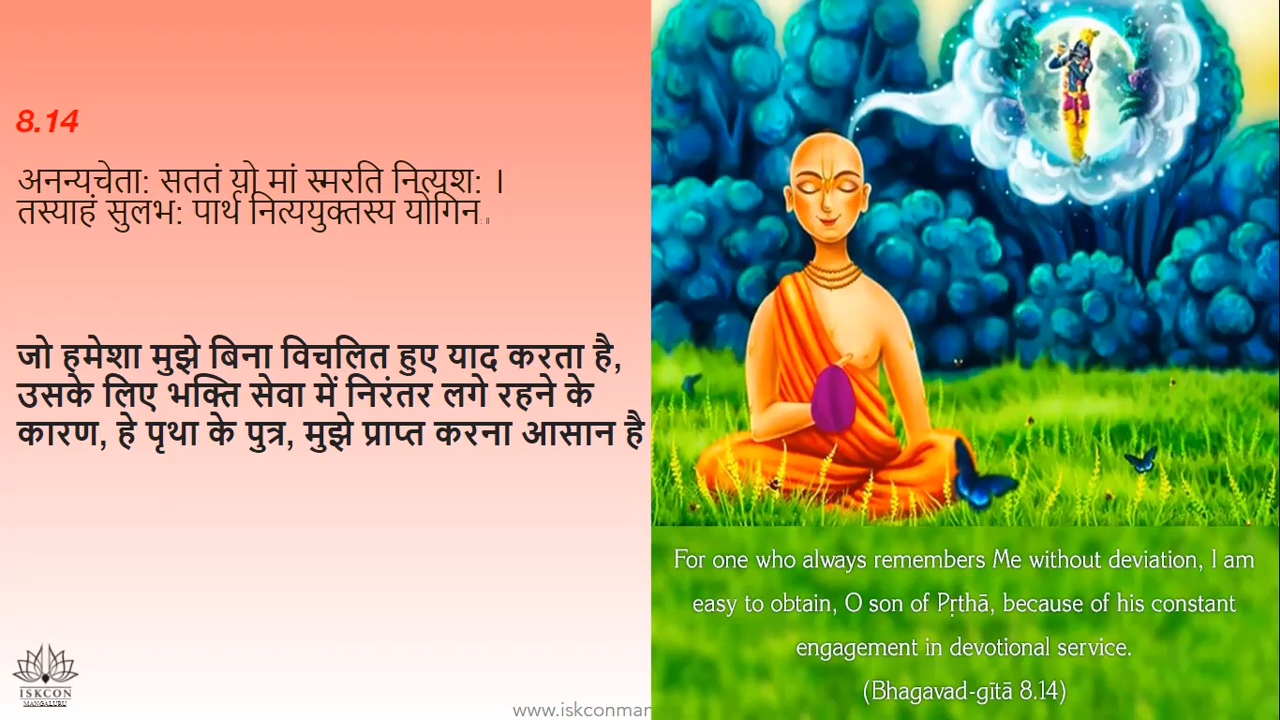 8.14
अनन्यचेता: सततं यो मां स्मरति नित्यश: ।
तस्याहं सुलभ: पार्थ नित्ययुक्तस्य योगिन: ॥
जो हमेशा मुझे बिना विचलित हुए याद करता है,
उसके लिए भक्ति सेवा में निरंतर लगे रहने के
कारण, हे पृथा के पुत्र, मुझे प्राप्त करना आसान है
ISKCON
MANGALURU
www.iskconman
For one who always remembers Me without deviation, I am
easy to obtain, O son of Pṛthā, because of his constant
engagement in devotional service.
(Bhagavad-gītā 8.14)